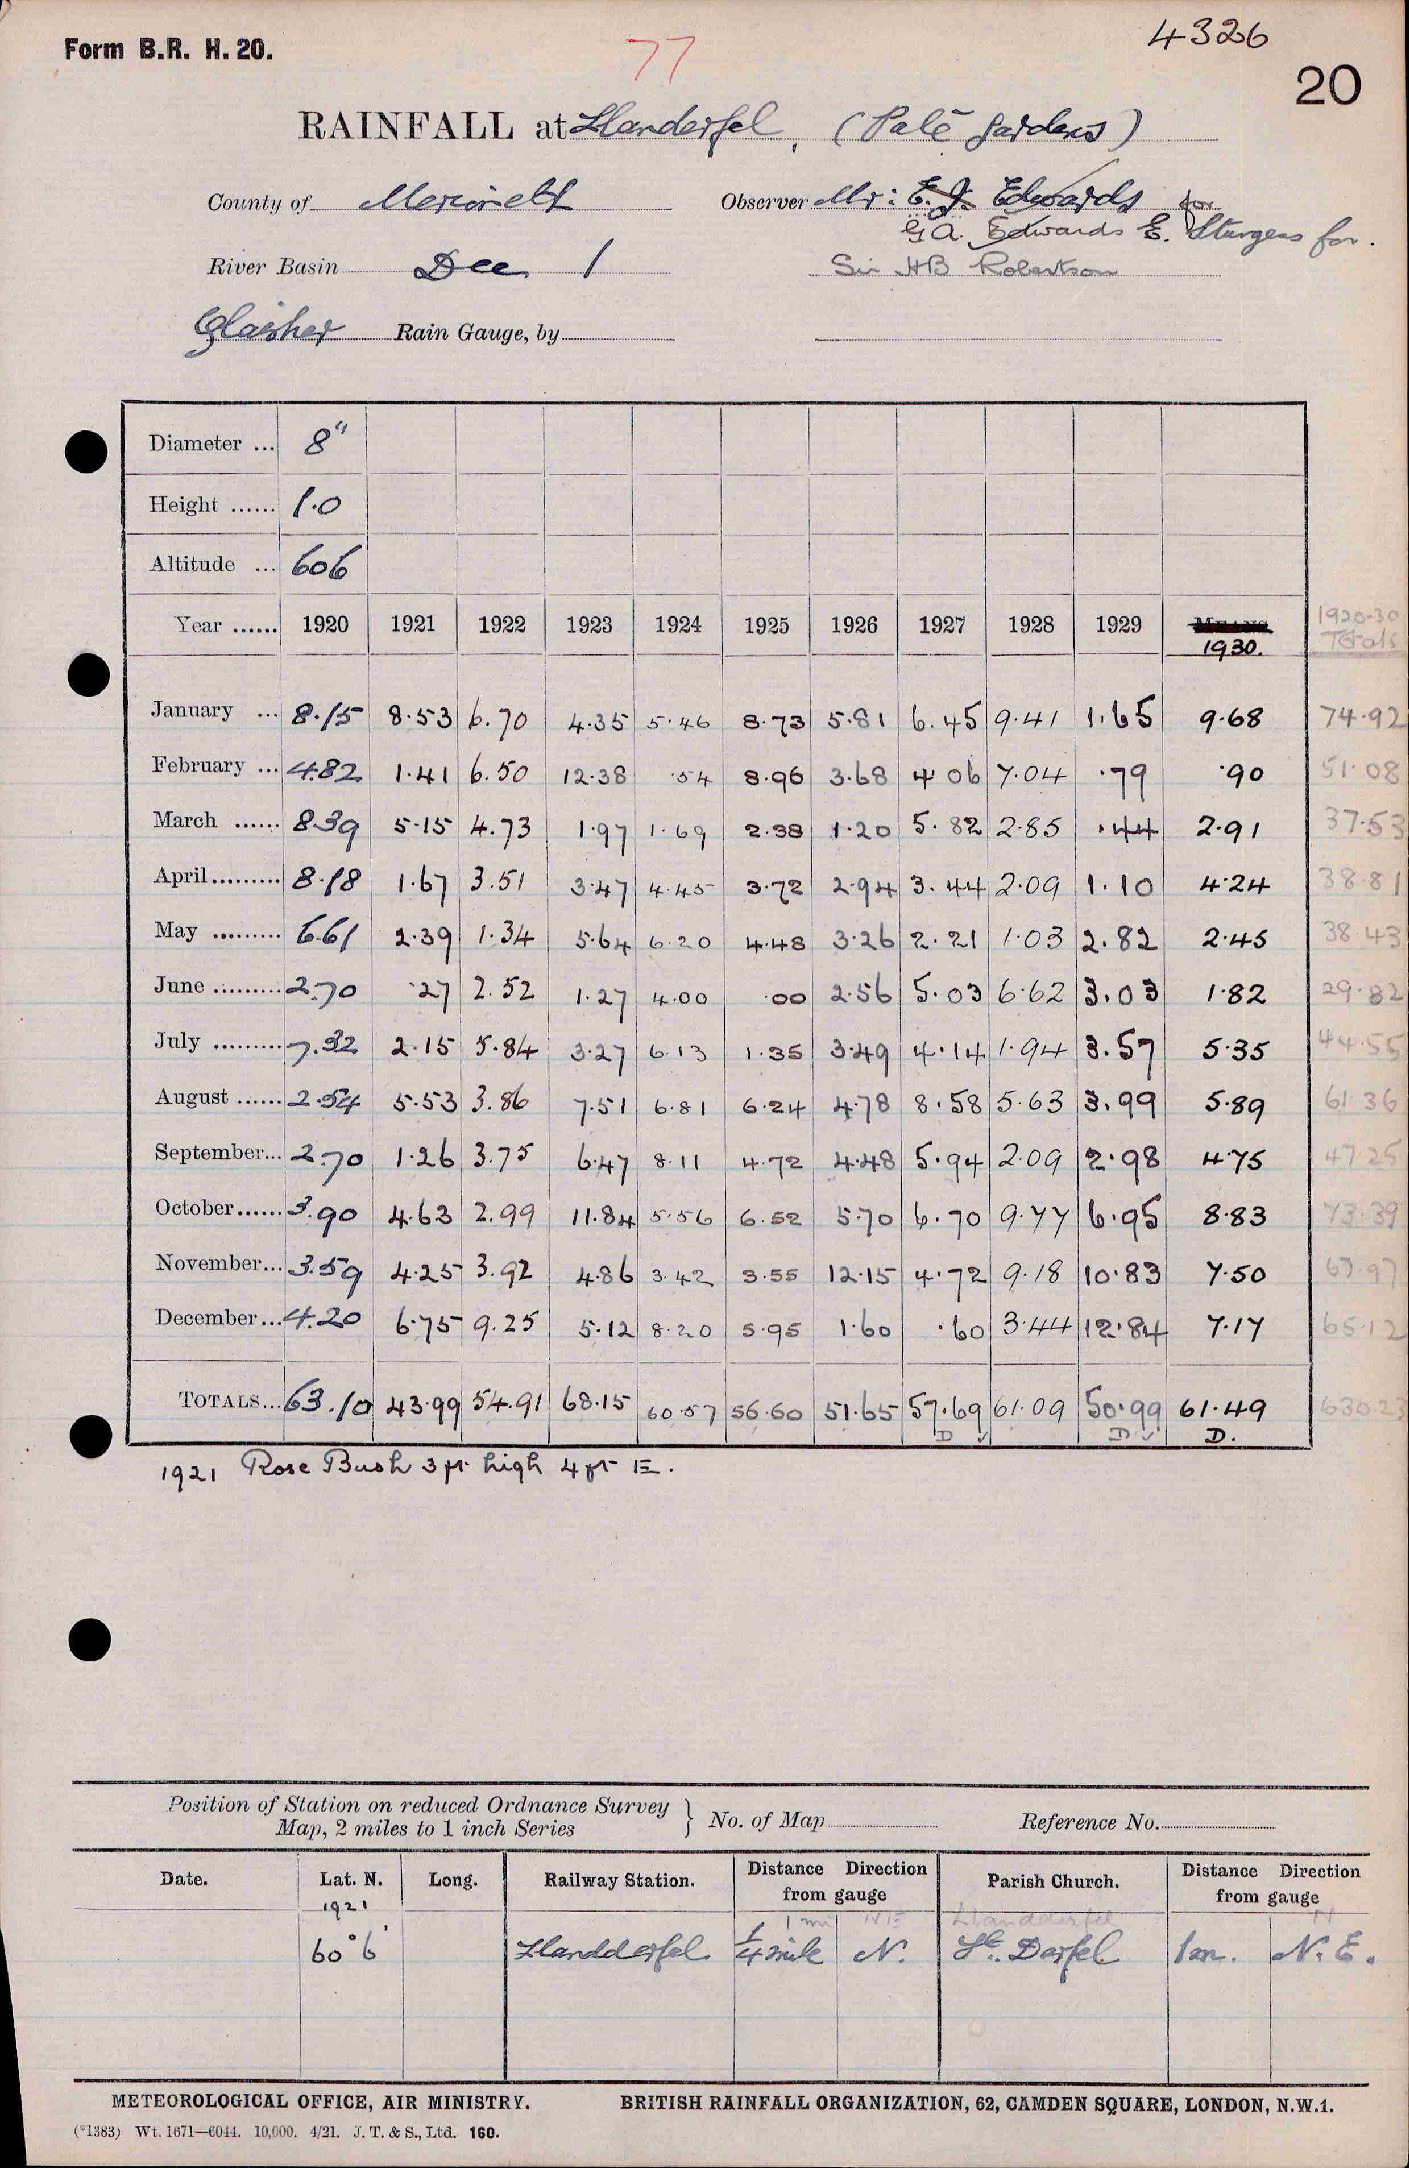 Form B.R. H. 20.
77
4326
20
RAINFALL at Llanderfel, (Palé Gardens)
County of Merioneth
Observer Mr: E. J. Edwards for
G A. Edwards E. Sturgess for.
River Basin Dee 1
Sir HB Robertson
Glaisher Rain Gauge, by
Diameter ... 8"
Height ...... 1.0
Altitude ... 606
Year ...... 1920 1921 1922 1923 1924 1925 1926 1927 1928 1929 MEANS 1930. 1920-30 Totals
January ... 8.15 8.53 6.70 4.35 5.46 8.73 5.81 6.45 9.41 1.65 9.68 74.92
February ... 4.82 1.41 6.50 12.38 .54 8.96 3.68 4 06 7.04 .79 .90 51.08
March ...... 8.39 5.15 4.73 1.97 1.69 2.38 1.20 5.82 2.85 .44 2.91 37.53
April ......... 8.18 1.67 3.51 3.47 4.45 3.72 2.94 3.44 2.09 1.10 4.24 38.81
May ......... 6.61 2.39 1.34 5.64 6.20 4.48 3.26 2.21 1.03 2.82 2.45 38.43
June ......... 2.70 .27 2.52 1.27 4.00 .00 2.56 5.03 6.62 3.03 1.82 29.82
July ......... 7.32 2.15 5.84 3.27 6.13 1.35 3.49 4.14 1.94 3.57 5.35 44.55
August ...... 2.54 5.53 3.86 7.51 6.81 6.24 4.78 8.58 5.63 3.99 5.89 61.36
September... 2.70 1.26 3.75 6.47 8.11 4.72 4.48 5.94 2.09 2.98 4.75 47.25
October ...... 3.90 4.63 2.99 11.84 5.56 6.52 5.70 6.70 9.77 6.95 8.83 73.39
November... 3.59 4.25 3.92 4.86 3.42 3.55 12.15 4.72 9.18 10.83 7.50 67.97
December ... 4.20 6.75 9.25 5.12 8.20 5.95 1.60 .60 3.44 12.84 7.17 65.12
TOTALS... 63.10 43.99 54.91 68.15 60.57 56.60 51.65 57.69 61.09 50.99 61.49 630.23
D ✓ D ✓ D.
1921 Rose Bush 3 ft. high 4 ft E.
Position of Station on reduced Ordnance Survey
Map, 2 miles to 1 inch Series } No. of Map Reference No.
Date. Lat. N. Long. Railway Station. Distance Direction from gauge Parish Church. Distance Direction from gauge
1921 1 mi NE Llandderfel N
60°6' Llandderfel 1/4 mile N. St. Derfel 1m. N. E.
METEOROLOGICAL OFFICE, AIR MINISTRY. BRITISH RAINFALL ORGANIZATION, 62, CAMDEN SQUARE, LONDON, N.W.1.
(*1383) Wt. 1671—6044. 10,000. 4/21. J. T. & S., Ltd. 160.